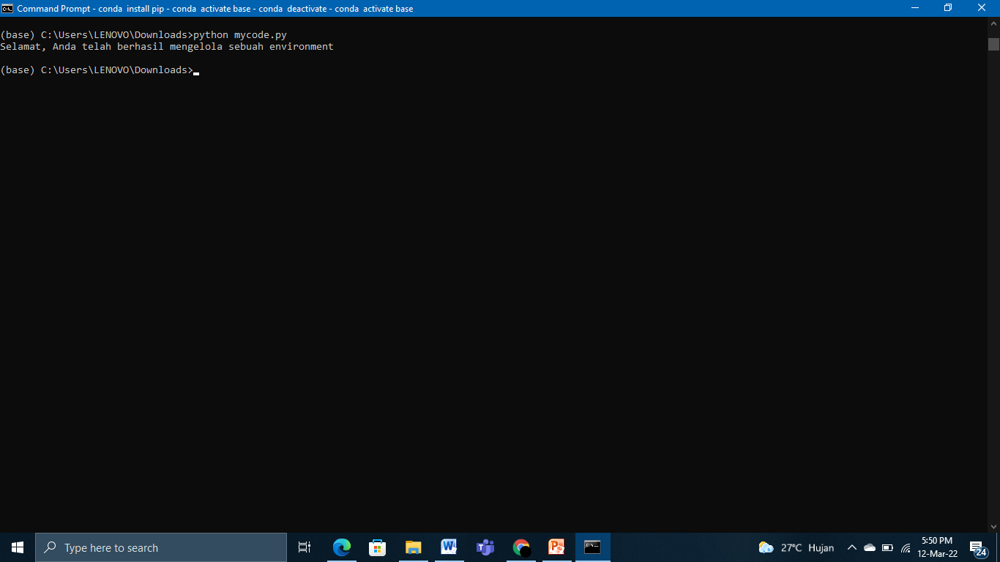 Command Prompt - conda  install pip - conda  activate base - conda  deactivate - conda  activate base
(base) C:\Users\LENOVO\Downloads>python mycode.py
Selamat, Anda telah berhasil mengelola sebuah environment
(base) C:\Users\LENOVO\Downloads>
Type here to search
27°C Hujan
5:50 PM
12-Mar-22
24